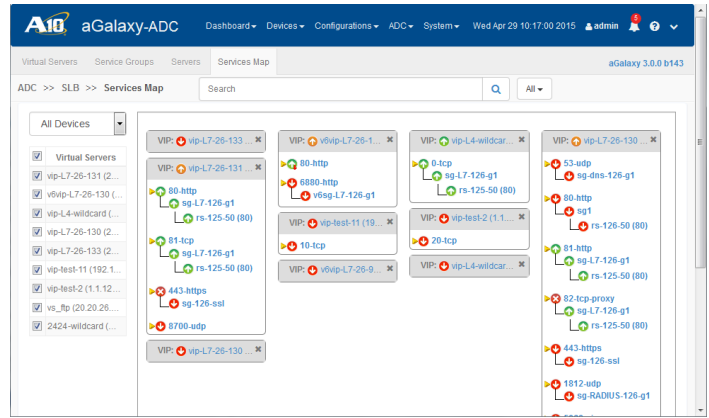 A10 aGalaxy-ADC Dashboard Devices Configurations ADC System Wed Apr 29 10:17:00 2015 admin 5
Virtual Servers Service Groups Servers Services Map aGalaxy 3.0.0 b143
ADC >> SLB >> Services Map Search All
All Devices
Virtual Servers
vip-L7-26-131 (2...
v6vip-L7-26-130 (...
vip-L4-wildcard (...
vip-L7-26-130 (2...
vip-L7-26-133 (2...
vip-test-11 (192.1...
vip-test-2 (1.1.12...
vs_ftp (20.20.26....
2424-wildcard (...
VIP: vip-L7-26-133 ...
VIP: vip-L7-26-131 ...
80-http
sg-L7-126-g1
rs-125-50 (80)
81-tcp
sg-L7-126-g1
rs-125-50 (80)
443-https
sg-126-ssl
8700-udp
VIP: vip-L7-26-130 ...
VIP: v6vip-L7-26-1...
80-http
6880-http
v6sg-L7-126-g1
VIP: vip-test-11 (19...
10-tcp
VIP: v6vip-L7-26-9...
VIP: vip-L4-wildcar...
0-tcp
sg-L7-126-g1
rs-125-50 (80)
VIP: vip-test-2 (1.1...
20-tcp
VIP: vip-L4-wildcar...
VIP: vip-L7-26-130 ...
53-udp
sg-dns-126-g1
80-http
sg1
rs-126-50 (80)
81-http
sg-L7-126-g1
rs-125-50 (80)
82-tcp-proxy
sg-L7-126-g1
rs-125-50 (80)
443-https
sg-126-ssl
1812-udp
sg-RADIUS-126-g1